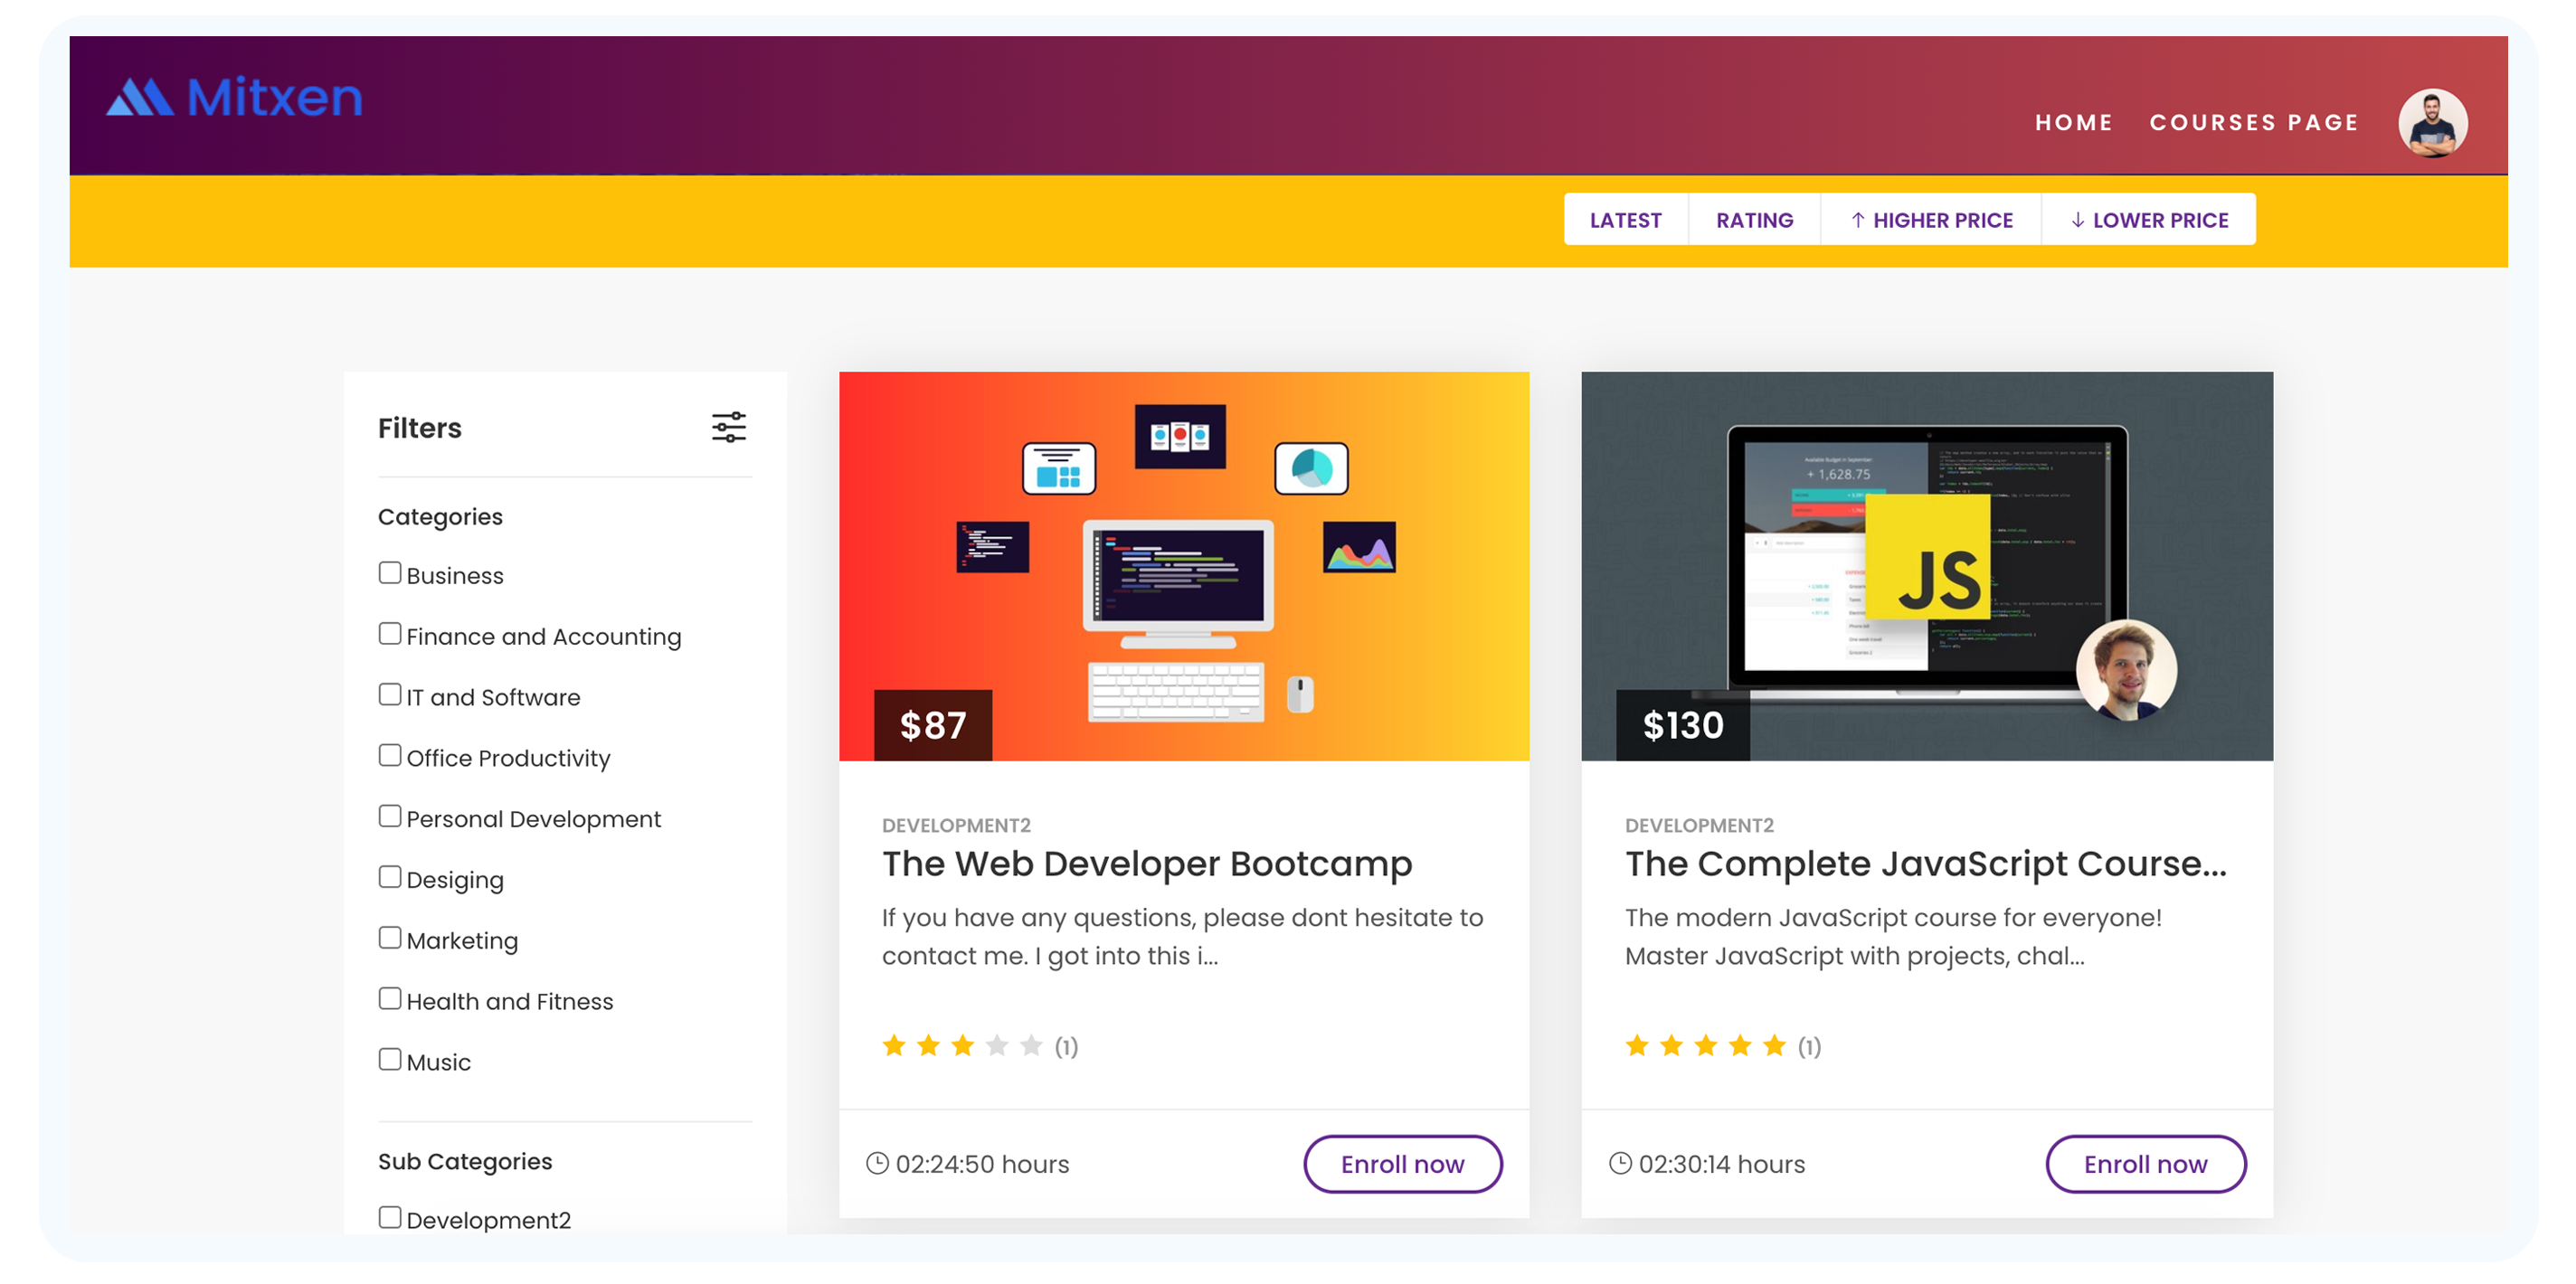 Mitxen
HOME COURSES PAGE
LATEST RATING ↑ HIGHER PRICE ↓ LOWER PRICE
Filters
Categories
Business
Finance and Accounting
IT and Software
Office Productivity
Personal Development
Desiging
Marketing
Health and Fitness
Music
Sub Categories
Development2
$87
DEVELOPMENT2
The Web Developer Bootcamp
If you have any questions, please dont hesitate to
contact me. I got into this i...
(1)
02:24:50 hours
Enroll now
Available Budget in September:
+ 1,628.75
JS
$130
DEVELOPMENT2
The Complete JavaScript Course...
The modern JavaScript course for everyone!
Master JavaScript with projects, chal...
(1)
02:30:14 hours
Enroll now